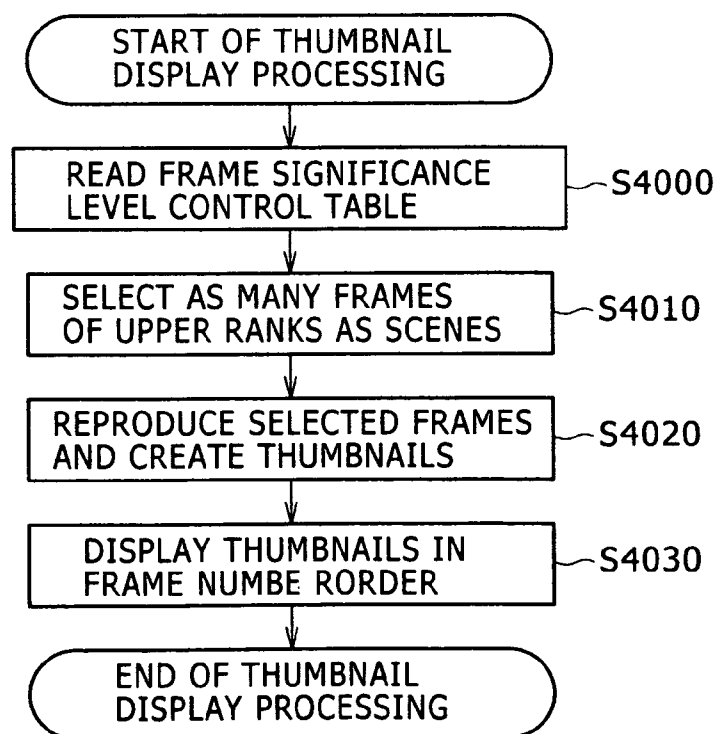 START OF THUMBNAIL
DISPLAY PROCESSING
READ FRAME SIGNIFICANCE
LEVEL CONTROL TABLE
S4000
SELECT AS MANY FRAMES
OF UPPER RANKS AS SCENES
S4010
REPRODUCE SELECTED FRAMES
AND CREATE THUMBNAILS
S4020
DISPLAY THUMBNAILS IN
FRAME NUMBE RORDER
S4030
END OF THUMBNAIL
DISPLAY PROCESSING